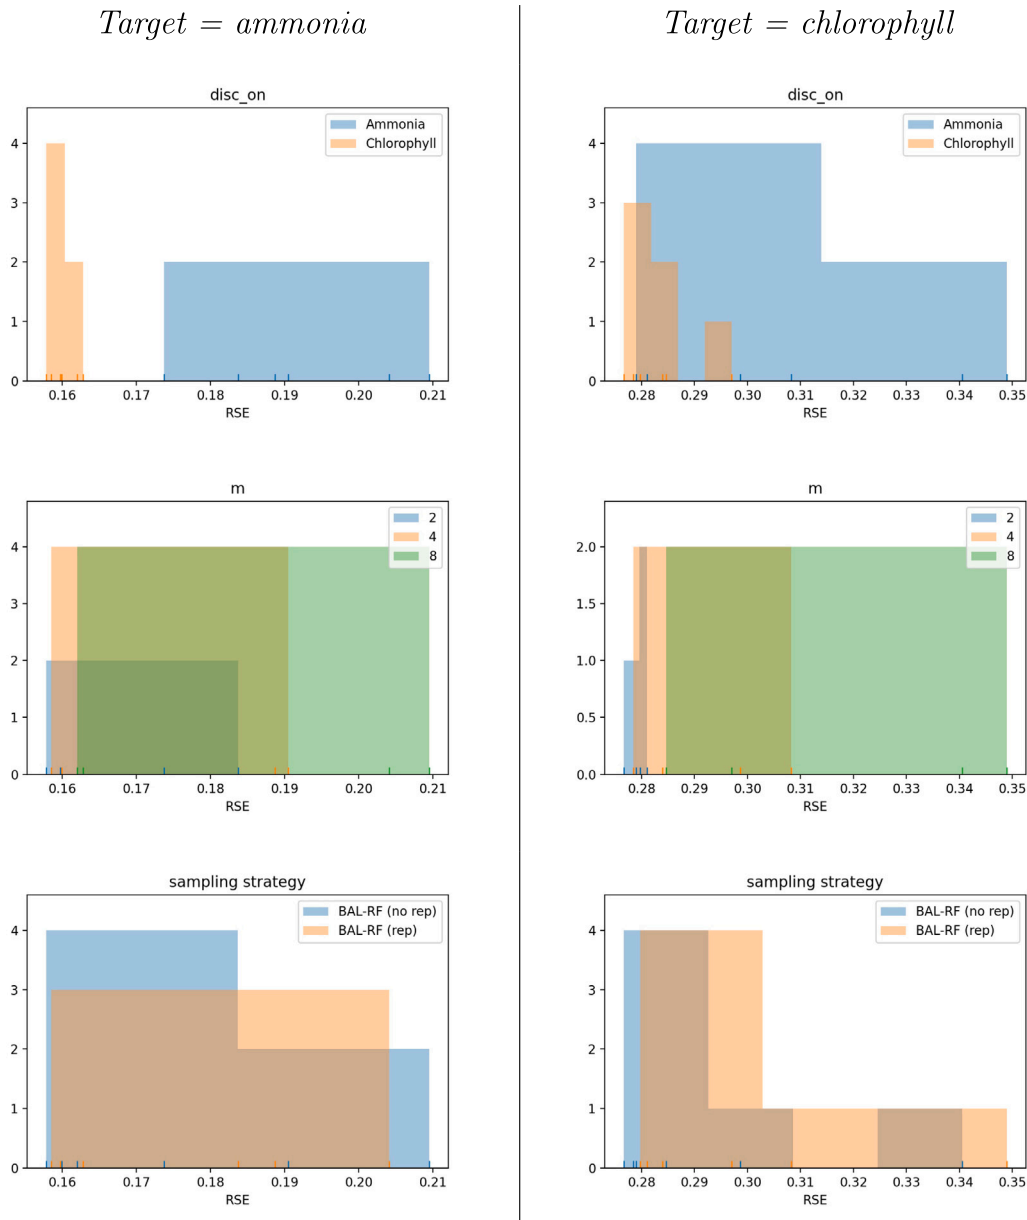 Target = ammonia
disc_on
Ammonia
Chlorophyll
4
3
2
1
0
0.16 0.17 0.18 0.19 0.20 0.21
RSE
m
2
4
8
4
3
2
1
0
0.16 0.17 0.18 0.19 0.20 0.21
RSE
sampling strategy
BAL-RF (no rep)
BAL-RF (rep)
4
3
2
1
0
0.16 0.17 0.18 0.19 0.20 0.21
RSE
Target = chlorophyll
disc_on
Ammonia
Chlorophyll
4
3
2
1
0
0.28 0.29 0.30 0.31 0.32 0.33 0.34 0.35
RSE
m
2
4
8
2.0
1.5
1.0
0.5
0.0
0.28 0.29 0.30 0.31 0.32 0.33 0.34 0.35
RSE
sampling strategy
BAL-RF (no rep)
BAL-RF (rep)
4
3
2
1
0
0.28 0.29 0.30 0.31 0.32 0.33 0.34 0.35
RSE